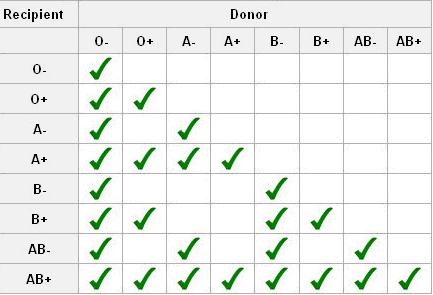 Recipient Donor
O- O+ A- A+ B- B+ AB- AB+
O-
O+
A-
A+
B-
B+
AB-
AB+